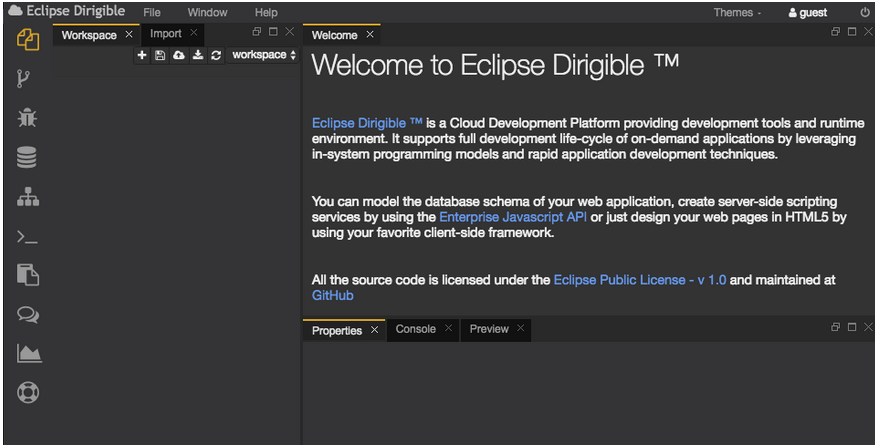 Eclipse Dirigible File Window Help Themes guest
Workspace Import Welcome
workspace
Welcome to Eclipse Dirigible ™
Eclipse Dirigible ™ is a Cloud Development Platform providing development tools and runtime
environment. It supports full development life-cycle of on-demand applications by leveraging
in-system programming models and rapid application development techniques.
You can model the database schema of your web application, create server-side scripting
services by using the Enterprise Javascript API or just design your web pages in HTML5 by
using your favorite client-side framework.
All the source code is licensed under the Eclipse Public License - v 1.0 and maintained at
GitHub
Properties Console Preview